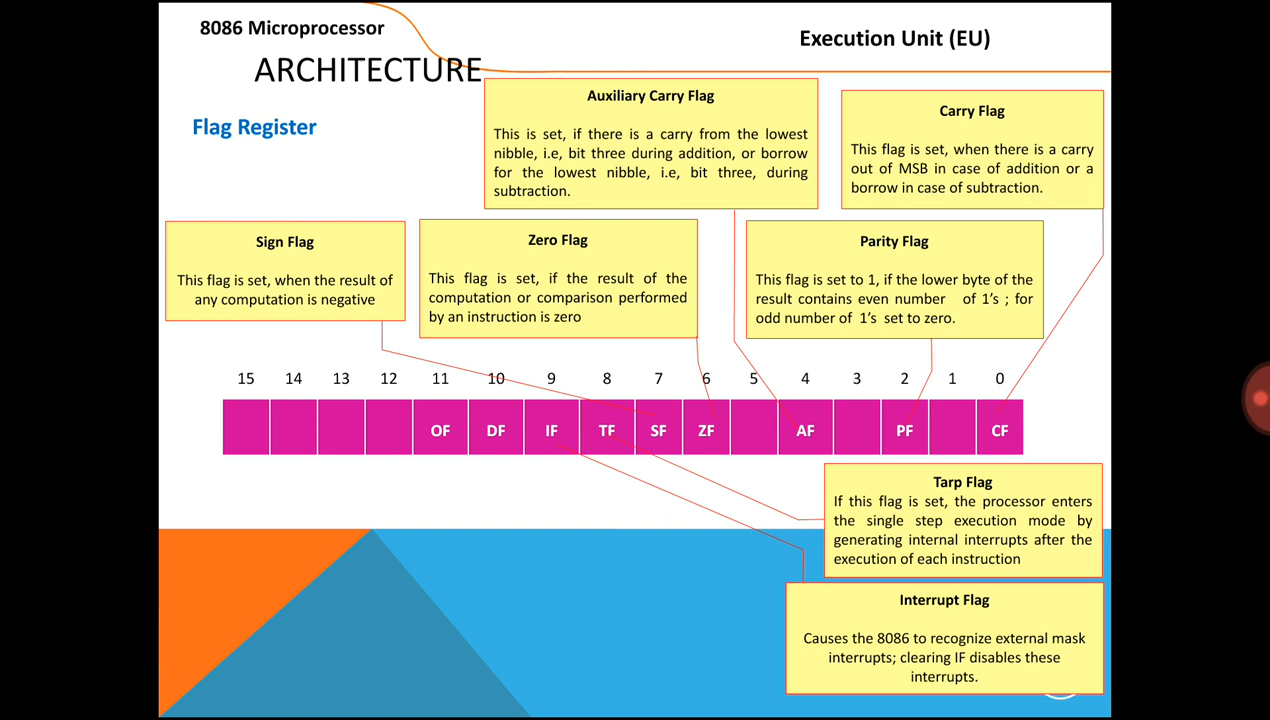 8086 Microprocessor
Execution Unit (EU)
ARCHITECTURE
Flag Register
Auxiliary Carry Flag
This is set, if there is a carry from the lowest
nibble, i.e, bit three during addition, or borrow
for the lowest nibble, i.e, bit three, during
subtraction.
Carry Flag
This flag is set, when there is a carry
out of MSB in case of addition or a
borrow in case of subtraction.
Sign Flag
This flag is set, when the result of
any computation is negative
Zero Flag
This flag is set, if the result of the
computation or comparison performed
by an instruction is zero
Parity Flag
This flag is set to 1, if the lower byte of the
result contains even number of 1's ; for
odd number of 1's set to zero.
15 14 13 12 11 10 9 8 7 6 5 4 3 2 1 0
OF DF IF TF SF ZF AF PF CF
Tarp Flag
If this flag is set, the processor enters
the single step execution mode by
generating internal interrupts after the
execution of each instruction
Interrupt Flag
Causes the 8086 to recognize external mask
interrupts; clearing IF disables these
interrupts.